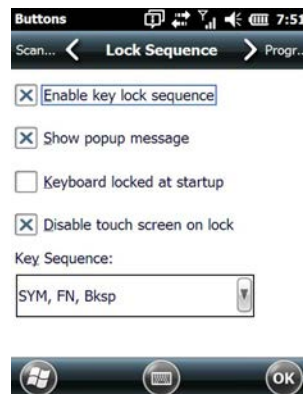 Buttons 7:51
Scan... Lock Sequence Progr...
Enable key lock sequence
Show popup message
Keyboard locked at startup
Disable touch screen on lock
Key Sequence:
SYM, FN, Bksp
OK